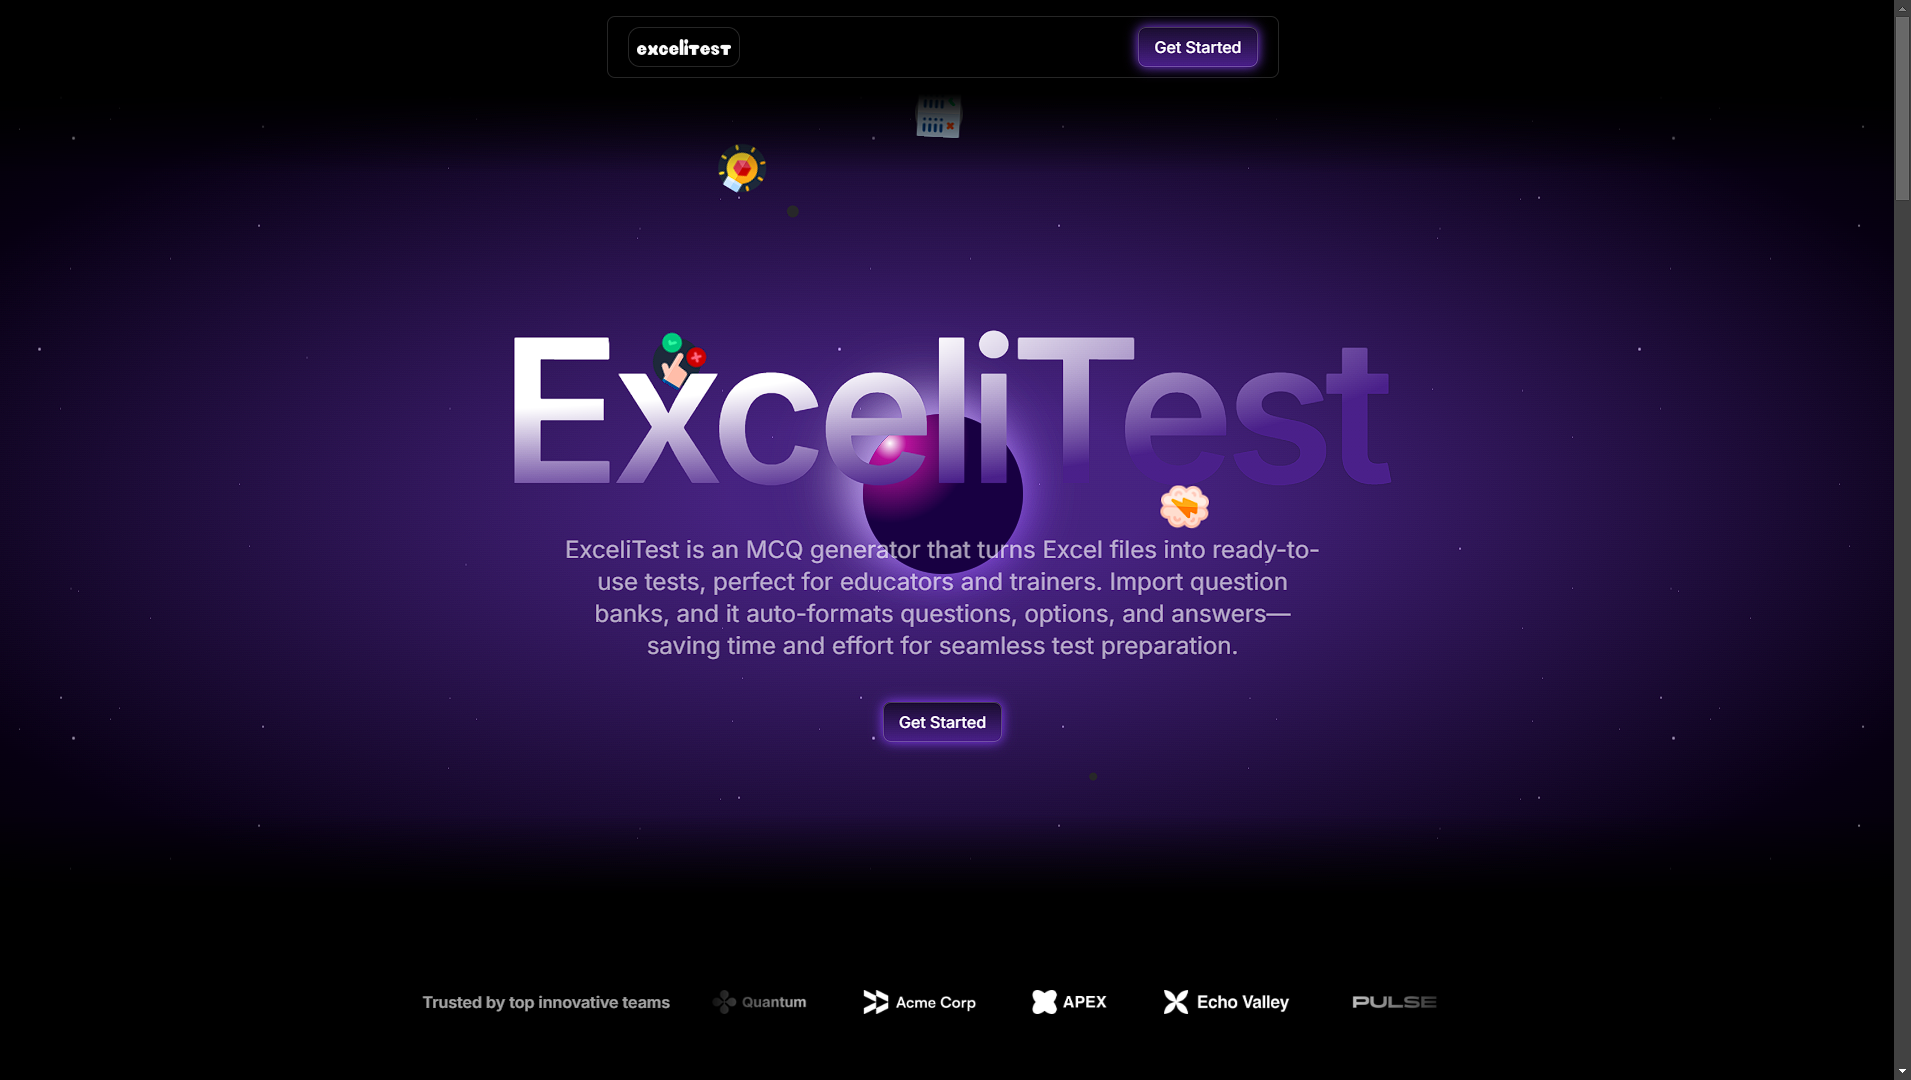 exceliTEST
Get Started
ExceliTest
ExceliTest is an MCQ generator that turns Excel files into ready-to-
use tests, perfect for educators and trainers. Import question
banks, and it auto-formats questions, options, and answers—
saving time and effort for seamless test preparation.
Get Started
Trusted by top innovative teams
Quantum
Acme Corp
APEX
Echo Valley
PULSE